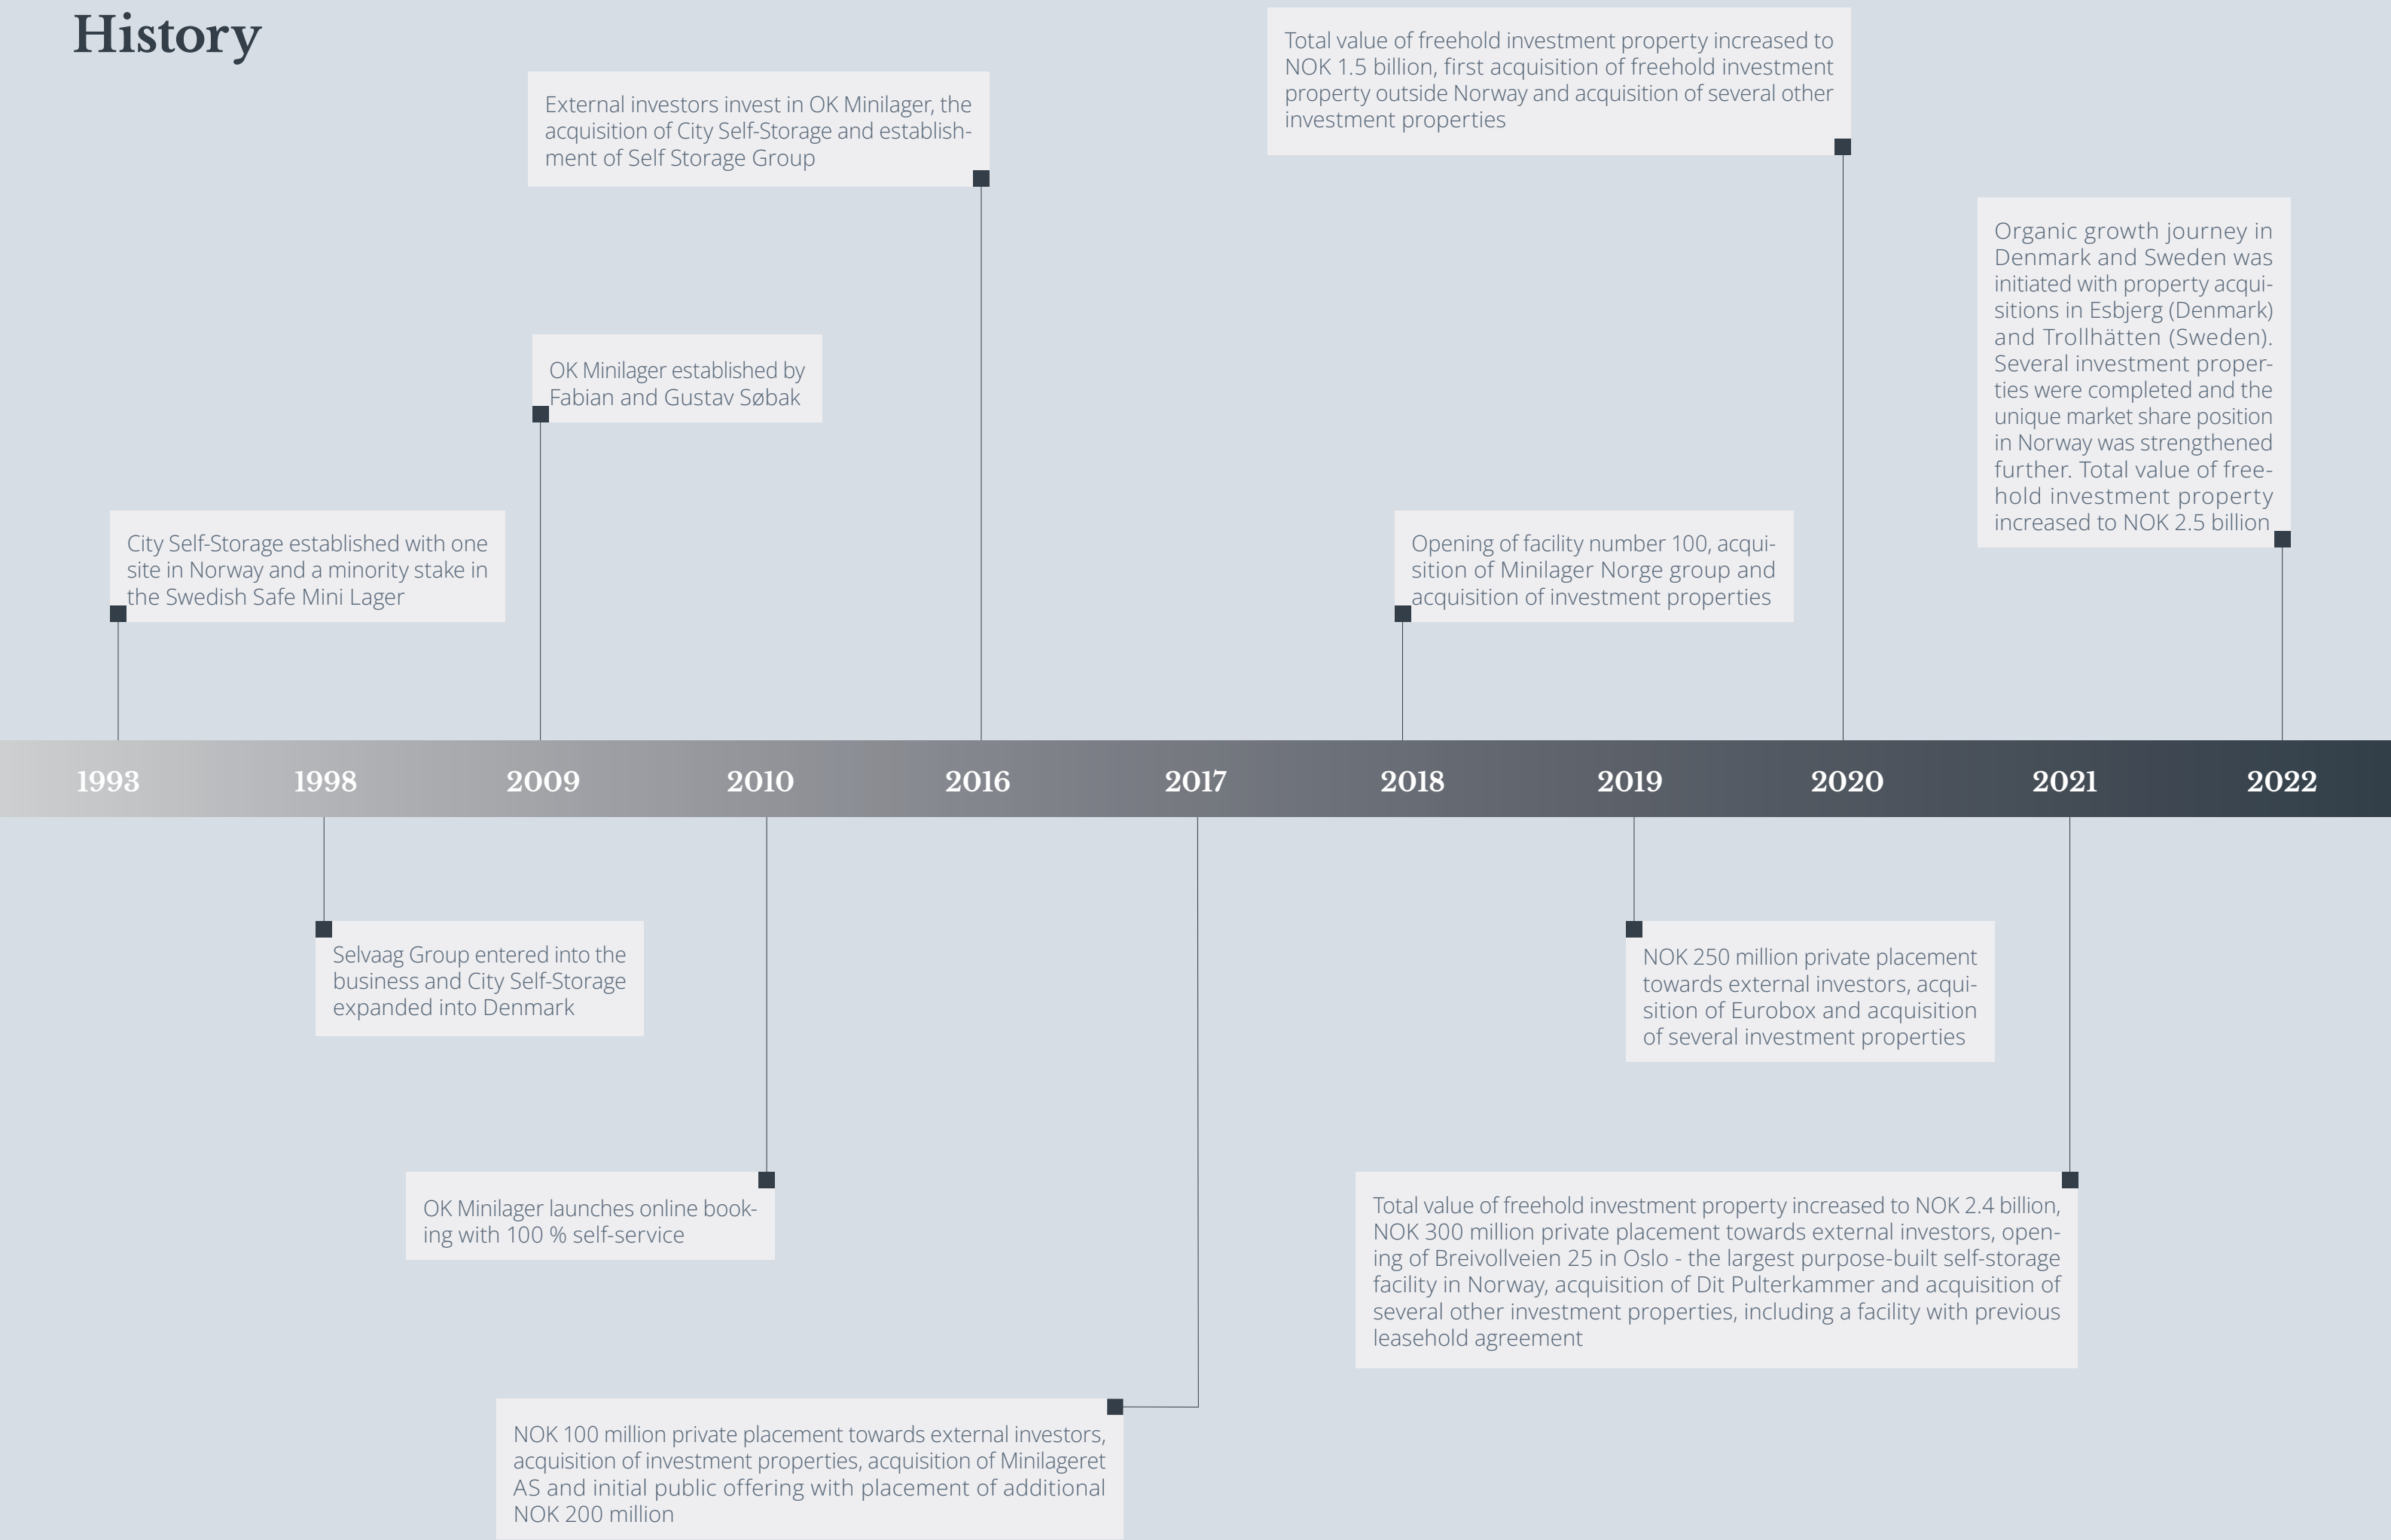 History
Total value of freehold investment property increased to
NOK 1.5 billion, first acquisition of freehold investment
property outside Norway and acquisition of several other
investment properties
External investors invest in OK Minilager, the
acquisition of City Self-Storage and establish-
ment of Self Storage Group
Organic growth journey in
Denmark and Sweden was
initiated with property acqui-
sitions in Esbjerg (Denmark)
and Trollhätten (Sweden).
Several investment proper-
ties were completed and the
unique market share position
in Norway was strengthened
further. Total value of free-
hold investment property
increased to NOK 2.5 billion
OK Minilager established by
Fabian and Gustav Søbak
City Self-Storage established with one
site in Norway and a minority stake in
the Swedish Safe Mini Lager
Opening of facility number 100, acqui-
sition of Minilager Norge group and
acquisition of investment properties
1993 1998 2009 2010 2016 2017 2018 2019 2020 2021 2022
Selvaag Group entered into the
business and City Self-Storage
expanded into Denmark
NOK 250 million private placement
towards external investors, acqui-
sition of Eurobox and acquisition
of several investment properties
OK Minilager launches online book-
ing with 100 % self-service
Total value of freehold investment property increased to NOK 2.4 billion,
NOK 300 million private placement towards external investors, open-
ing of Breivollveien 25 in Oslo - the largest purpose-built self-storage
facility in Norway, acquisition of Dit Pulterkammer and acquisition of
several other investment properties, including a facility with previous
leasehold agreement
NOK 100 million private placement towards external investors,
acquisition of investment properties, acquisition of Minilageret
AS and initial public offering with placement of additional
NOK 200 million